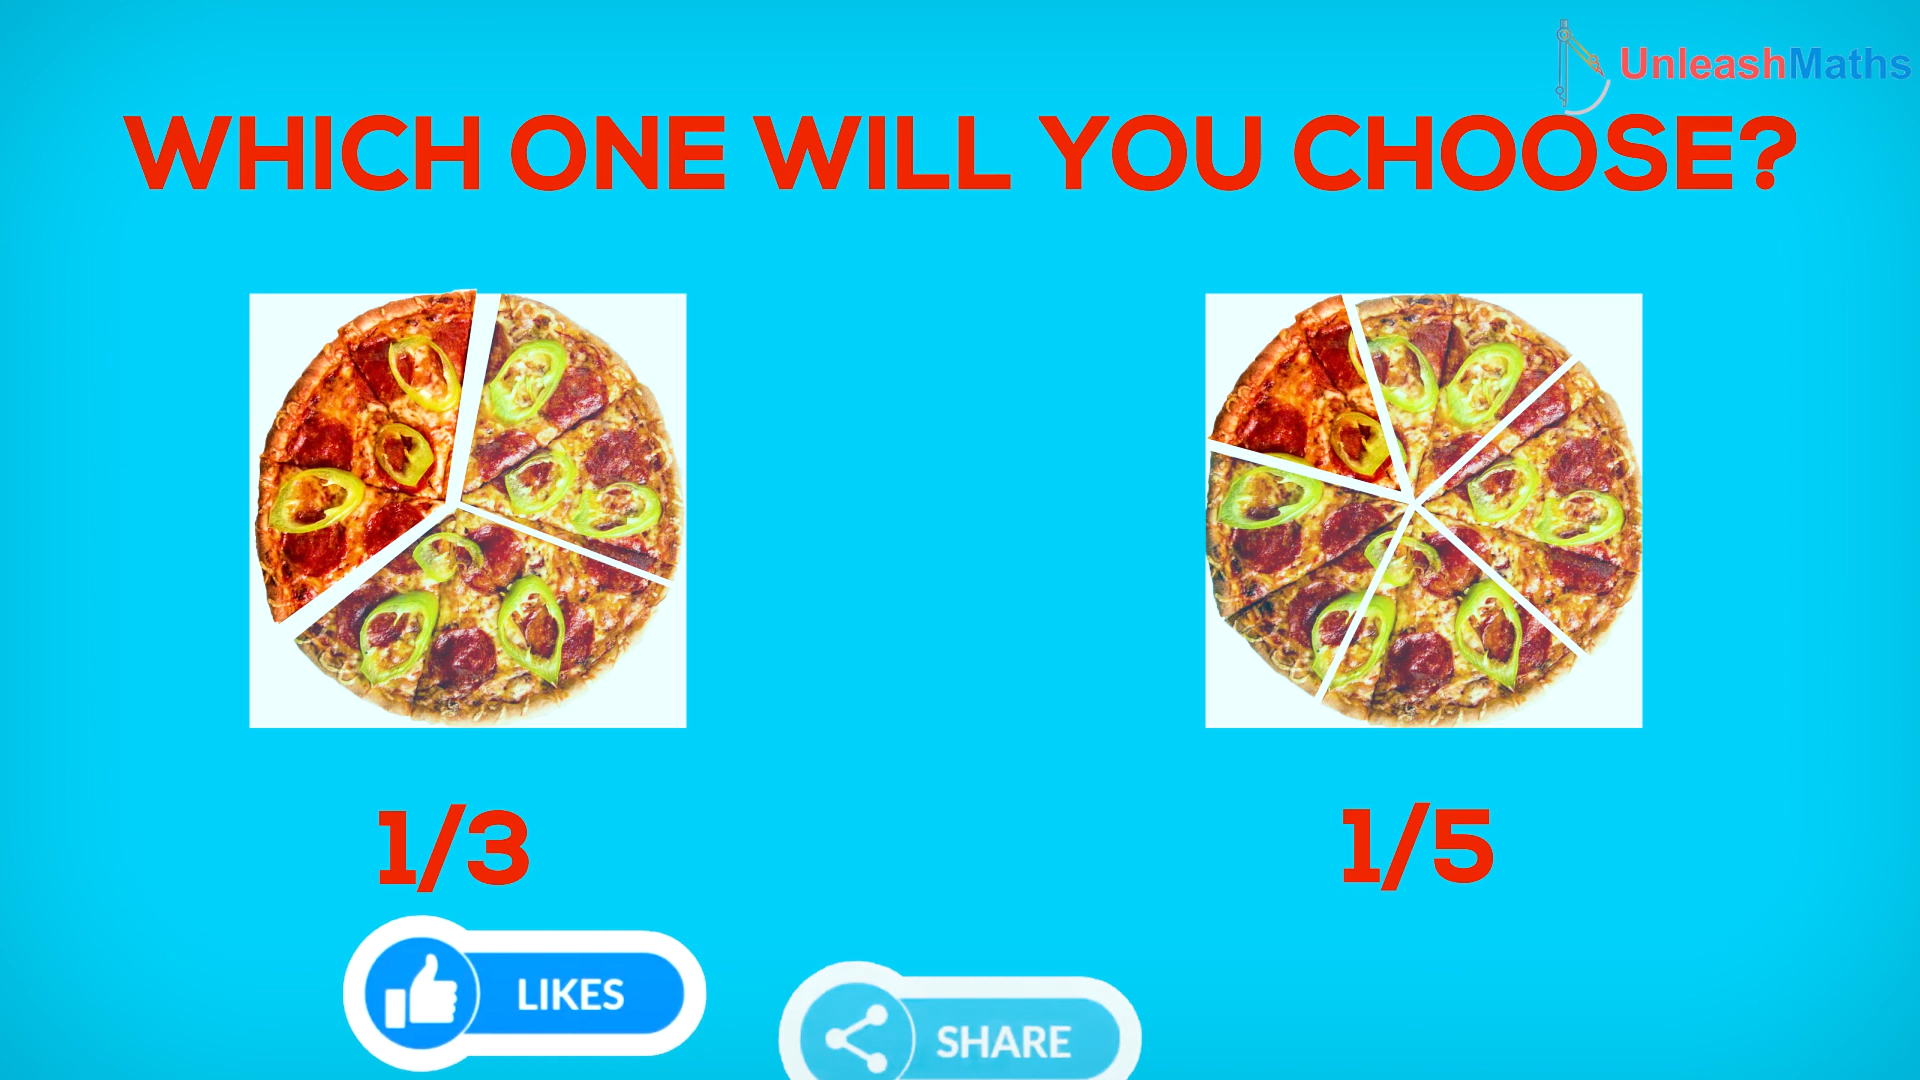 UnleashMaths
WHICH ONE WILL YOU CHOOSE?
1/3
1/5
LIKES
SHARE